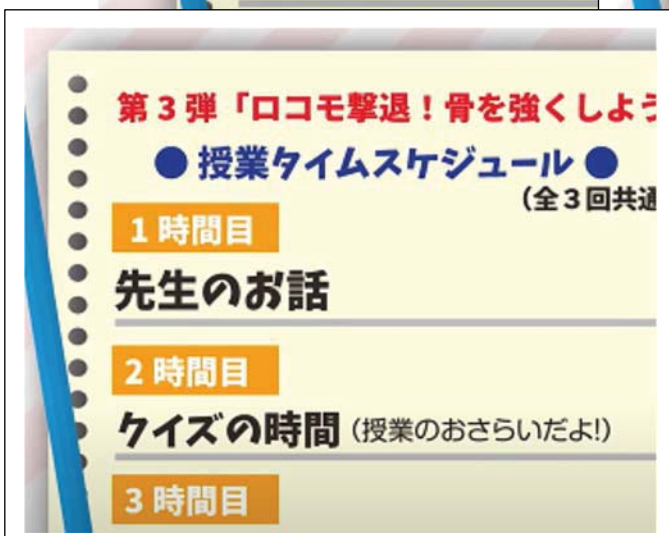 第3弾「ロコモ撃退！骨を強くしよう
● 授業タイムスケジュール ●
(全3回共通
1時間目
先生のお話
2時間目
クイズの時間 (授業のおさらいだよ!)
3時間目